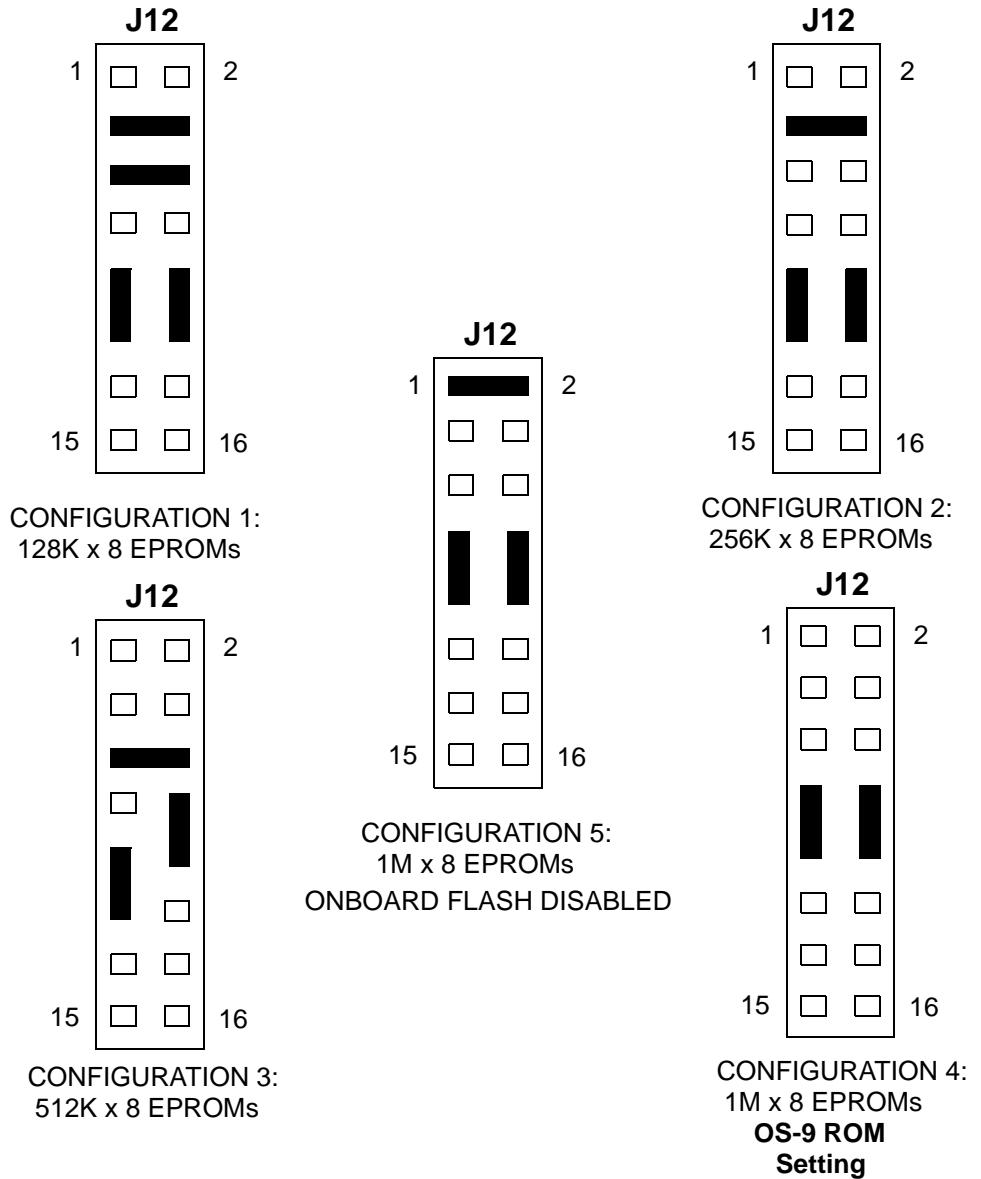 J12
1 2
15 16
CONFIGURATION 1:
128K x 8 EPROMs
J12
1 2
15 16
CONFIGURATION 2:
256K x 8 EPROMs
J12
1 2
15 16
CONFIGURATION 5:
1M x 8 EPROMs
ONBOARD FLASH DISABLED
J12
1 2
15 16
CONFIGURATION 3:
512K x 8 EPROMs
J12
1 2
15 16
CONFIGURATION 4:
1M x 8 EPROMs
OS-9 ROM
Setting